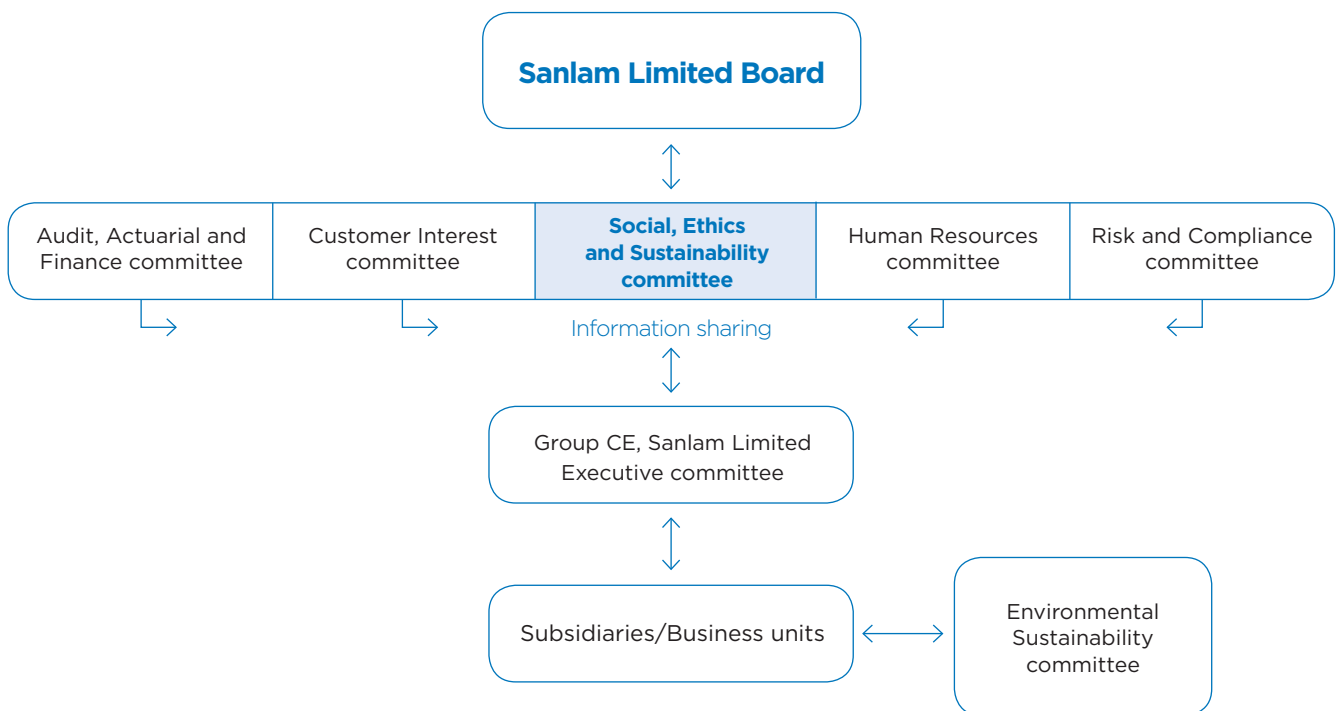 Sanlam Limited Board
Audit, Actuarial and
Finance committee
Customer Interest
committee
Social, Ethics
and Sustainability
committee
Human Resources
committee
Risk and Compliance
committee
Information sharing
Group CE, Sanlam Limited
Executive committee
Subsidiaries/Business units
Environmental
Sustainability
committee